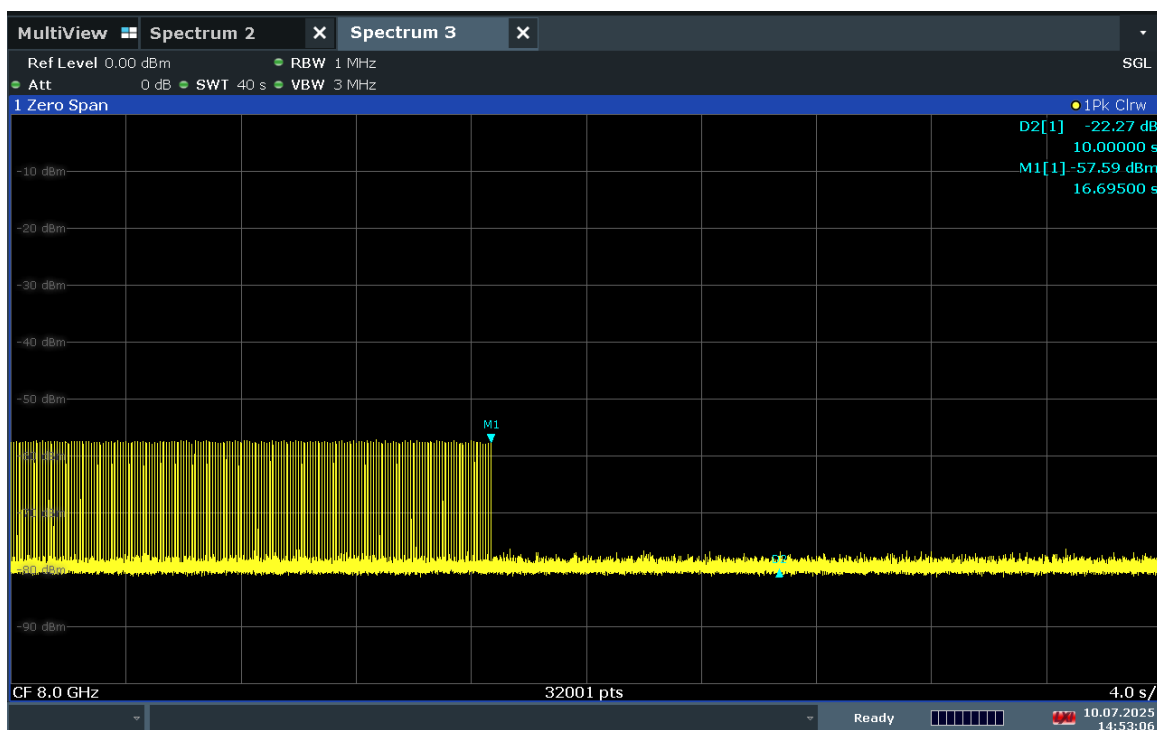 MultiView Spectrum 2 X Spectrum 3 X
Ref Level 0.00 dBm RBW 1 MHz SGL
Att 0 dB SWT 40 s VBW 3 MHz
1 Zero Span 1Pk Clrw
D2[1] -22.27 dB
10.00000 s
M1[1] -57.59 dBm
16.69500 s
-10 dBm
-20 dBm
-30 dBm
-40 dBm
-50 dBm
M1
-80 dBm
-90 dBm
CF 8.0 GHz 32001 pts 4.0 s/
Ready 10.07.2025
14:53:06